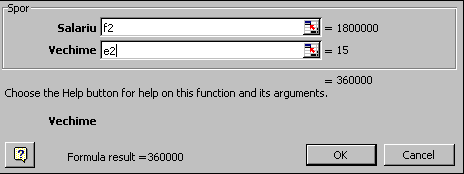 Spor
Salariu f2 = 1800000
Vechime e2 = 15
= 360000
Choose the Help button for help on this function and its arguments.
Vechime
? Formula result =360000 OK Cancel